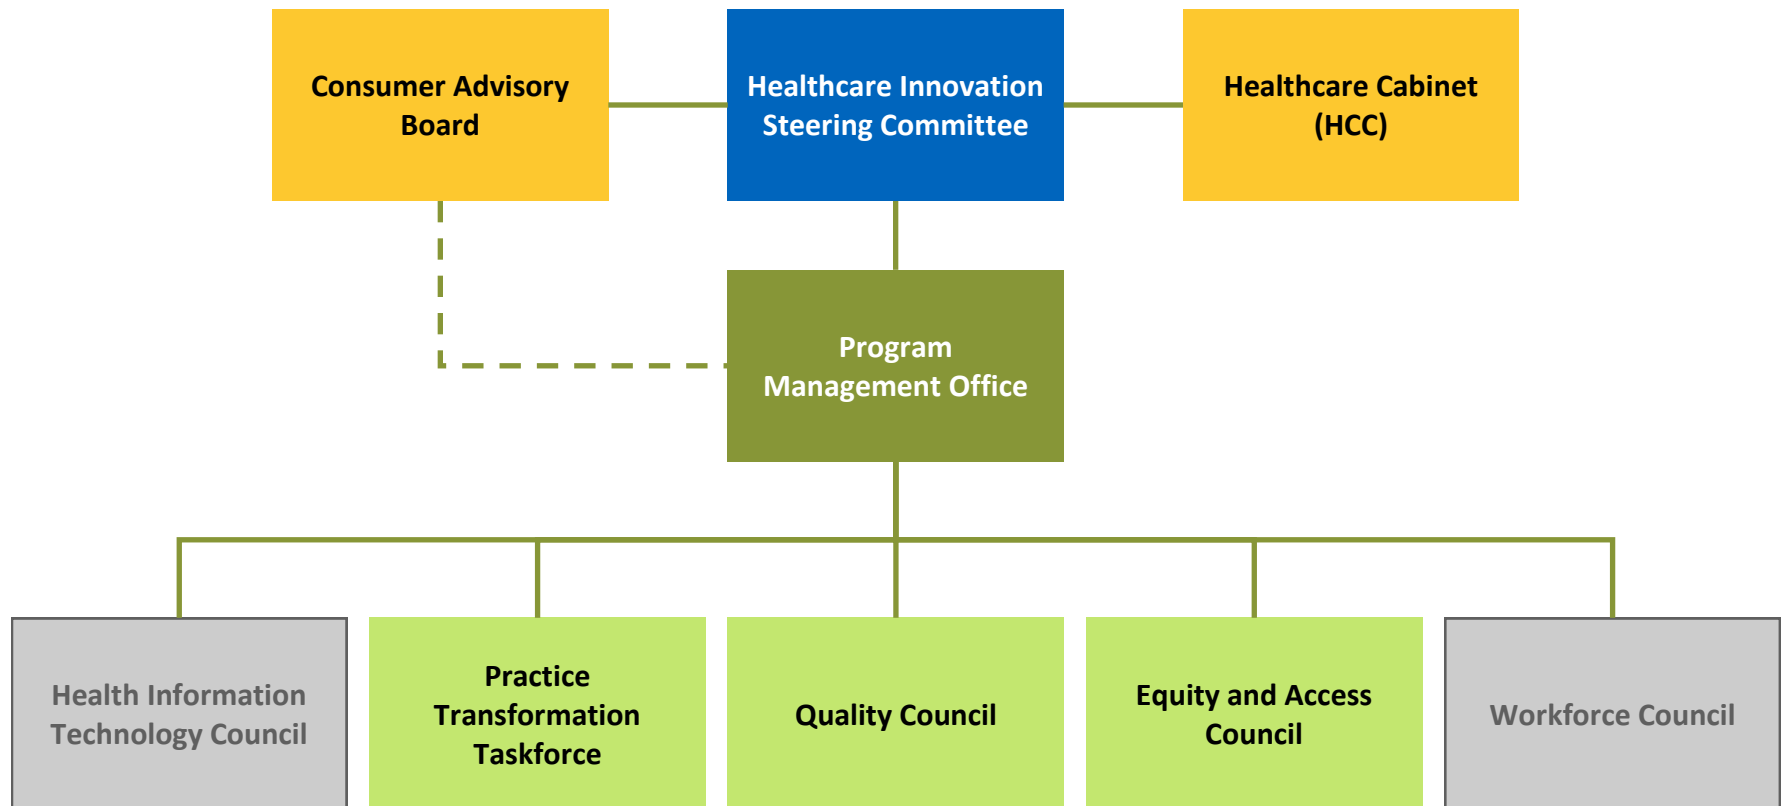 Consumer Advisory
Board
Healthcare Innovation
Steering Committee
Healthcare Cabinet
(HCC)
Program
Management Office
Health Information
Technology Council
Practice
Transformation
Taskforce
Quality Council
Equity and Access
Council
Workforce Council